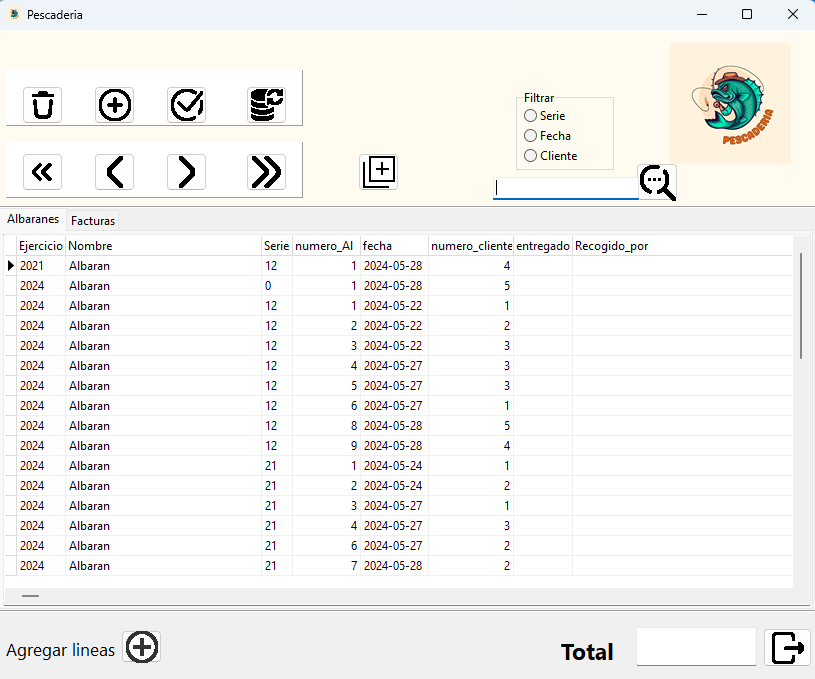 Pescaderia
PESCADERIA
Filtrar
Serie
Fecha
Cliente
Albaranes Facturas
Ejercicio Nombre Serie numero_Al fecha numero_cliente entregado Recogido_por
2021 Albaran 12 1 2024-05-28 4
2024 Albaran 0 1 2024-05-28 5
2024 Albaran 12 1 2024-05-22 1
2024 Albaran 12 2 2024-05-22 2
2024 Albaran 12 3 2024-05-22 3
2024 Albaran 12 4 2024-05-27 3
2024 Albaran 12 5 2024-05-27 3
2024 Albaran 12 6 2024-05-27 1
2024 Albaran 12 8 2024-05-28 5
2024 Albaran 12 9 2024-05-28 4
2024 Albaran 21 1 2024-05-24 1
2024 Albaran 21 2 2024-05-24 2
2024 Albaran 21 3 2024-05-27 1
2024 Albaran 21 4 2024-05-27 3
2024 Albaran 21 6 2024-05-27 2
2024 Albaran 21 7 2024-05-28 2
Agregar lineas
Total